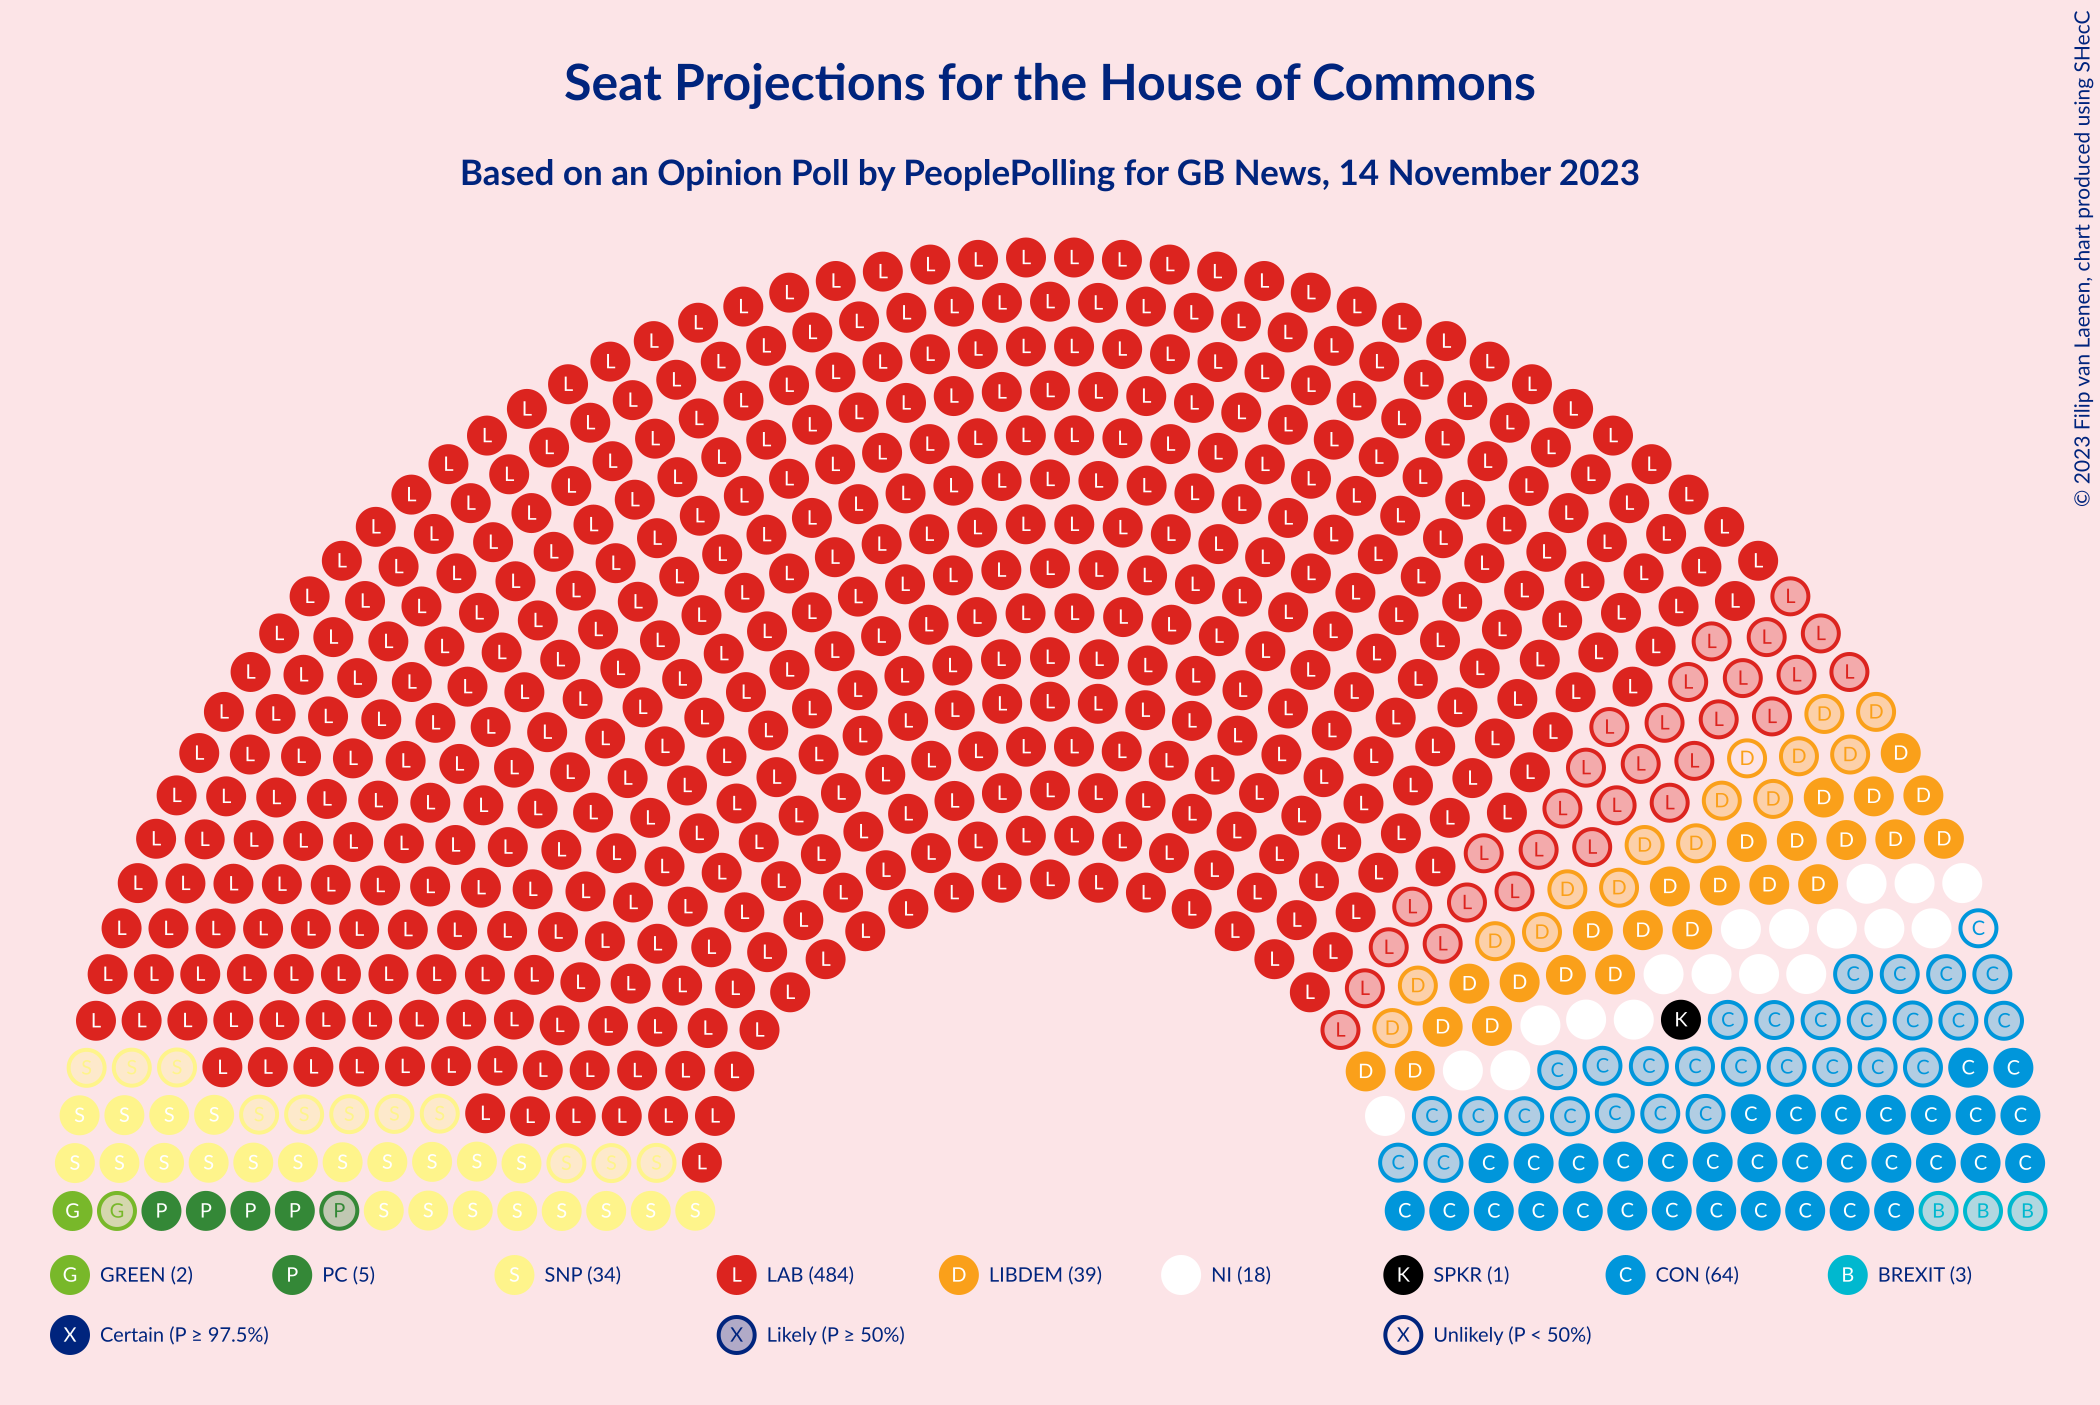 Seat Projections for the House of Commons
Based on an Opinion Poll by PeoplePolling for GB News, 14 November 2023
© 2023 Filip van Laenen, chart produced using SHecC
G GREEN (2) P PC (5) S SNP (34) L LAB (484) D LIBDEM (39) NI (18) K SPKR (1) C CON (64) B BREXIT (3)
X Certain (P ≥ 97.5%) X Likely (P ≥ 50%) X Unlikely (P < 50%)